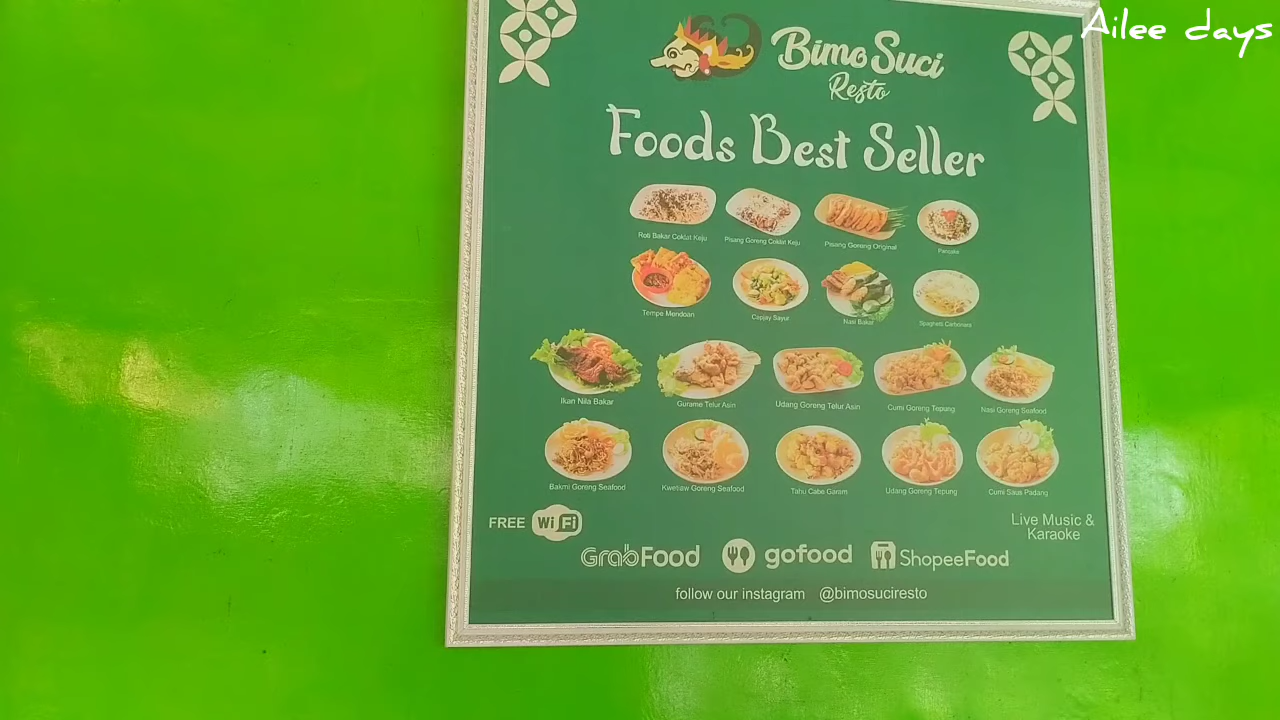 Ailee days
Bimo Suci
Resto
Foods Best Seller
Roti Bakar Coklat Keju
Pisang Goreng Coklat Keju
Pisang Goreng Original
Pancake
Tempe Mendoan
Capjay Sayur
Nasi Bakar
Spaghetti Carbonara
Ikan Nila Bakar
Gurame Telur Asin
Udang Goreng Telur Asin
Cumi Goreng Tepung
Nasi Goreng Seafood
Bakmi Goreng Seafood
Kwetiaw Goreng Seafood
Tahu Cabe Garam
Udang Goreng Tepung
Cumi Saus Padang
FREE WiFi
Live Music &
Karaoke
GrabFood gofood ShopeeFood
follow our instagram @bimosuciresto